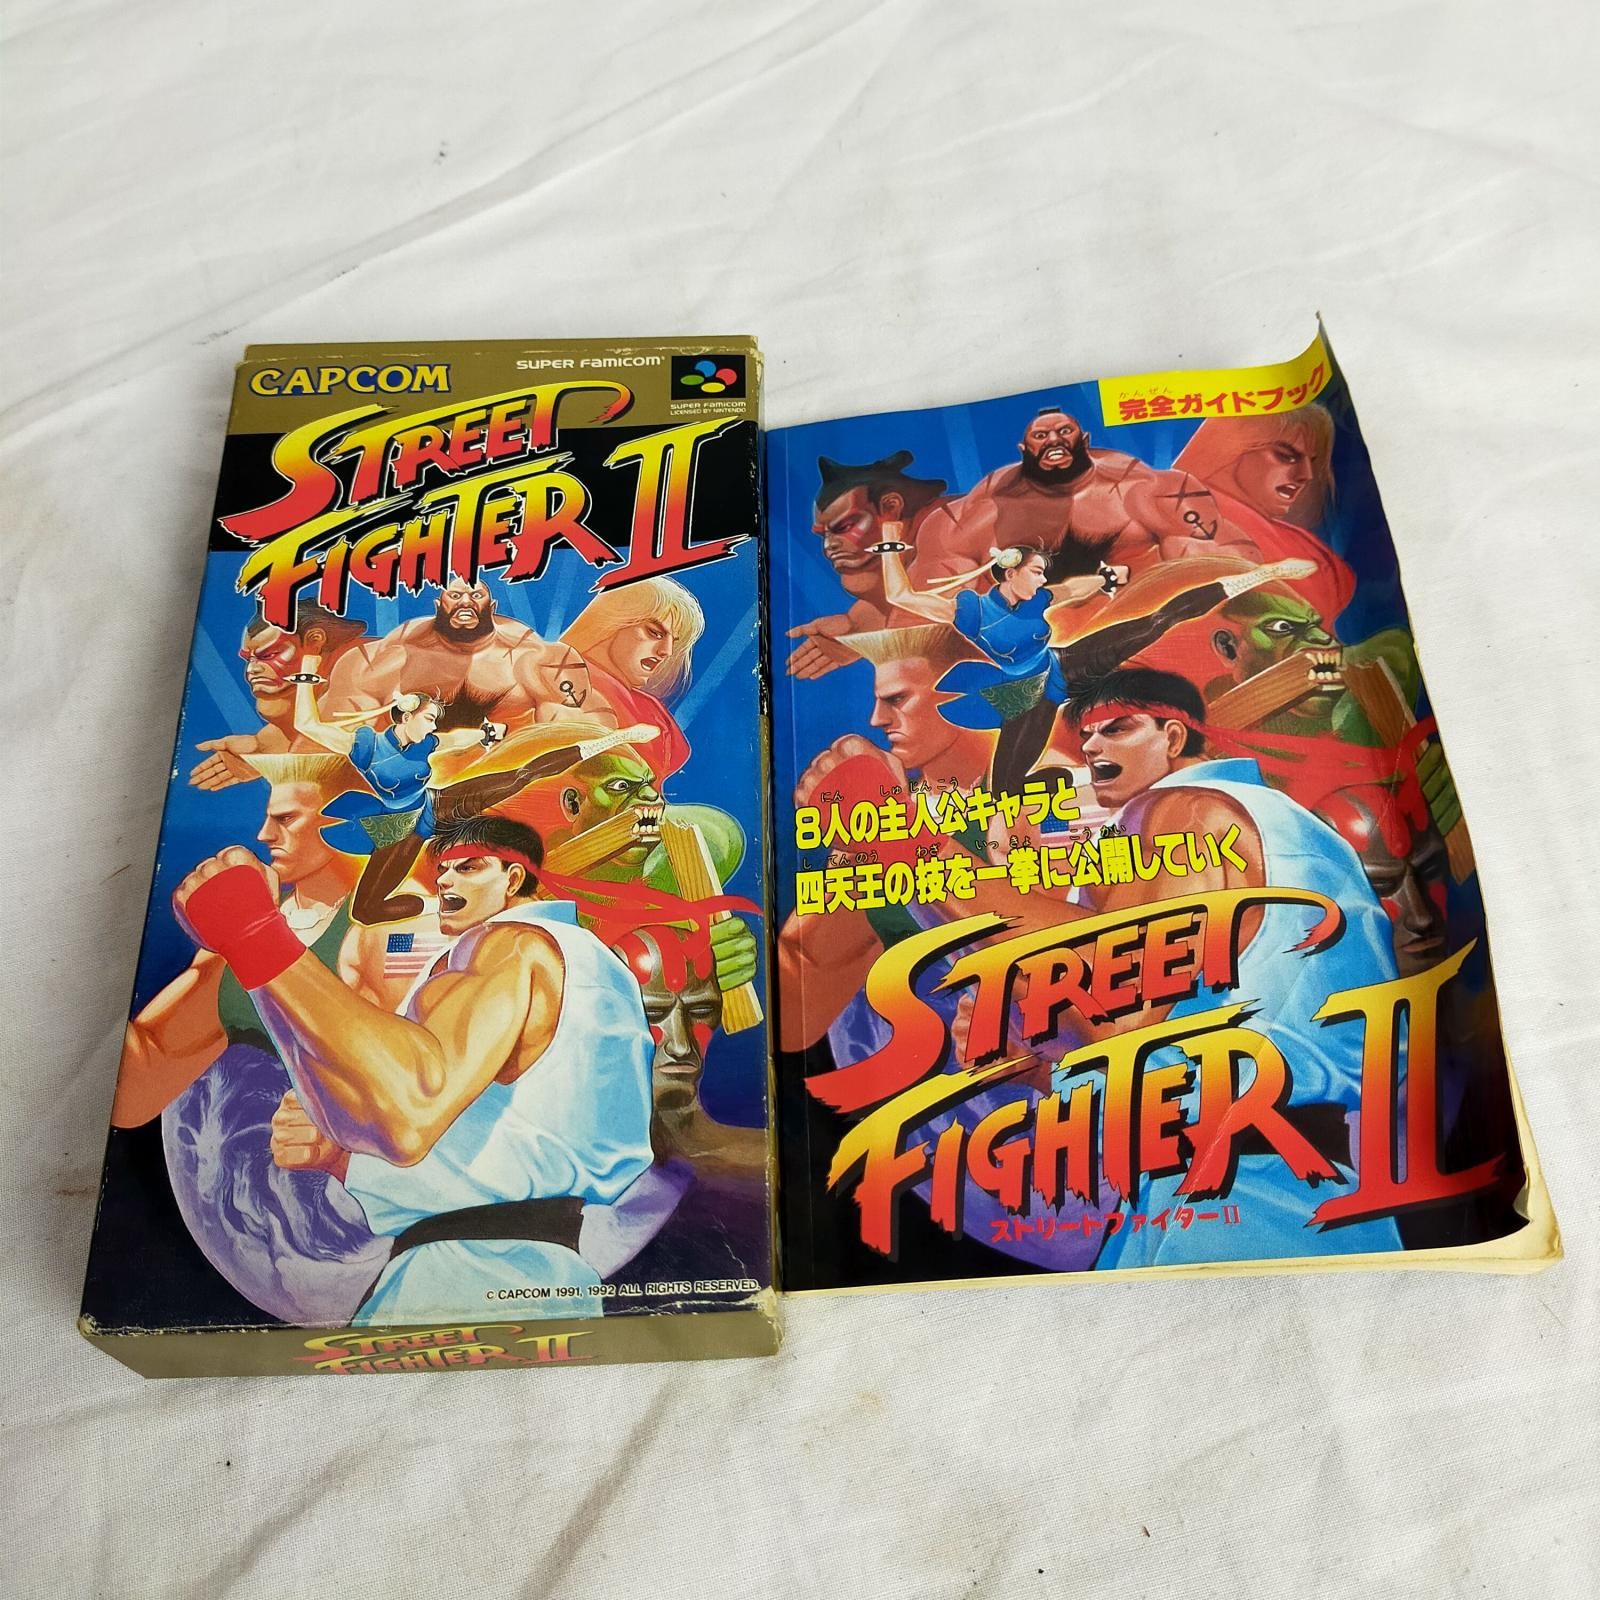 CAPCOM
SUPER FAMICOM
SUPER FAMICOM
LICENSED BY NINTENDO
STREET
FIGHTER II
© CAPCOM 1991, 1992 ALL RIGHTS RESERVED.
STREET
FIGHTER II
かんぜん
完全ガイドブック
にん しゅじんこう
8人の主人公キャラと
してんのう わざ いっきょ こうかい
四天王の技を一挙に公開していく
STREET
FIGHTER II
ストリートファイターII